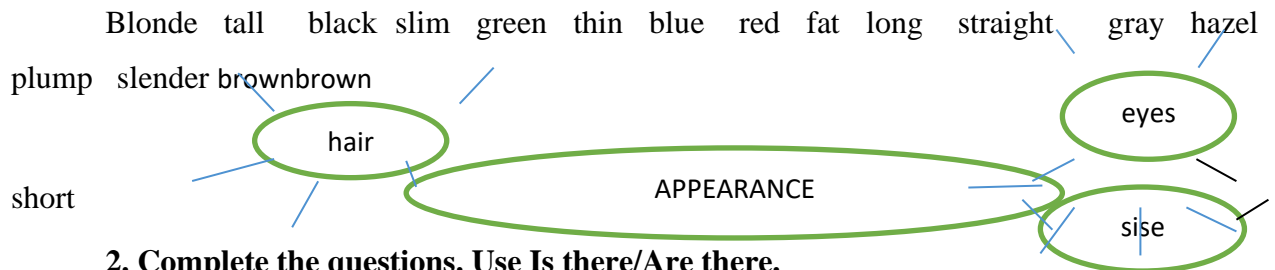 Blonde tall black slim green thin blue red fat long straight gray hazel
plump slender brownbrown
eyes
hair
APPEARANCE
short
sise
2. Complete the questions. Use Is there/Are there.